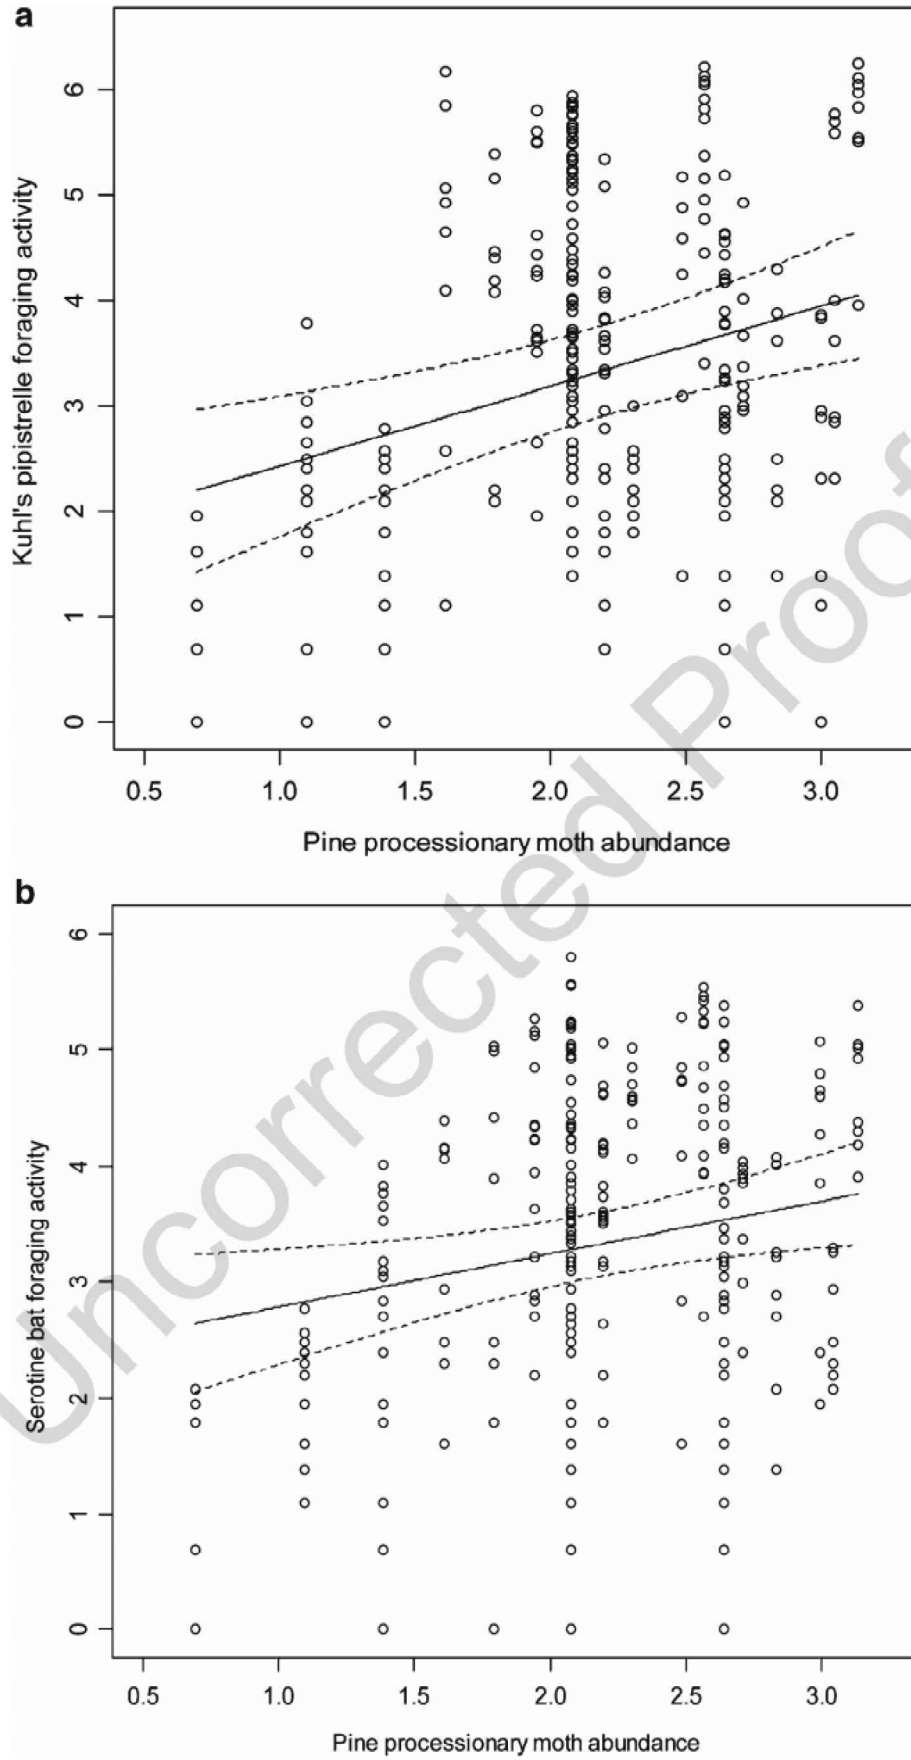 a
6
5
4
3
2
1
0
Kuhl's pipistrelle foraging activity
0.5 1.0 1.5 2.0 2.5 3.0
Pine processionary moth abundance
b
6
5
4
3
2
1
0
Serotine bat foraging activity
0.5 1.0 1.5 2.0 2.5 3.0
Pine processionary moth abundance
Uncorrected Proof